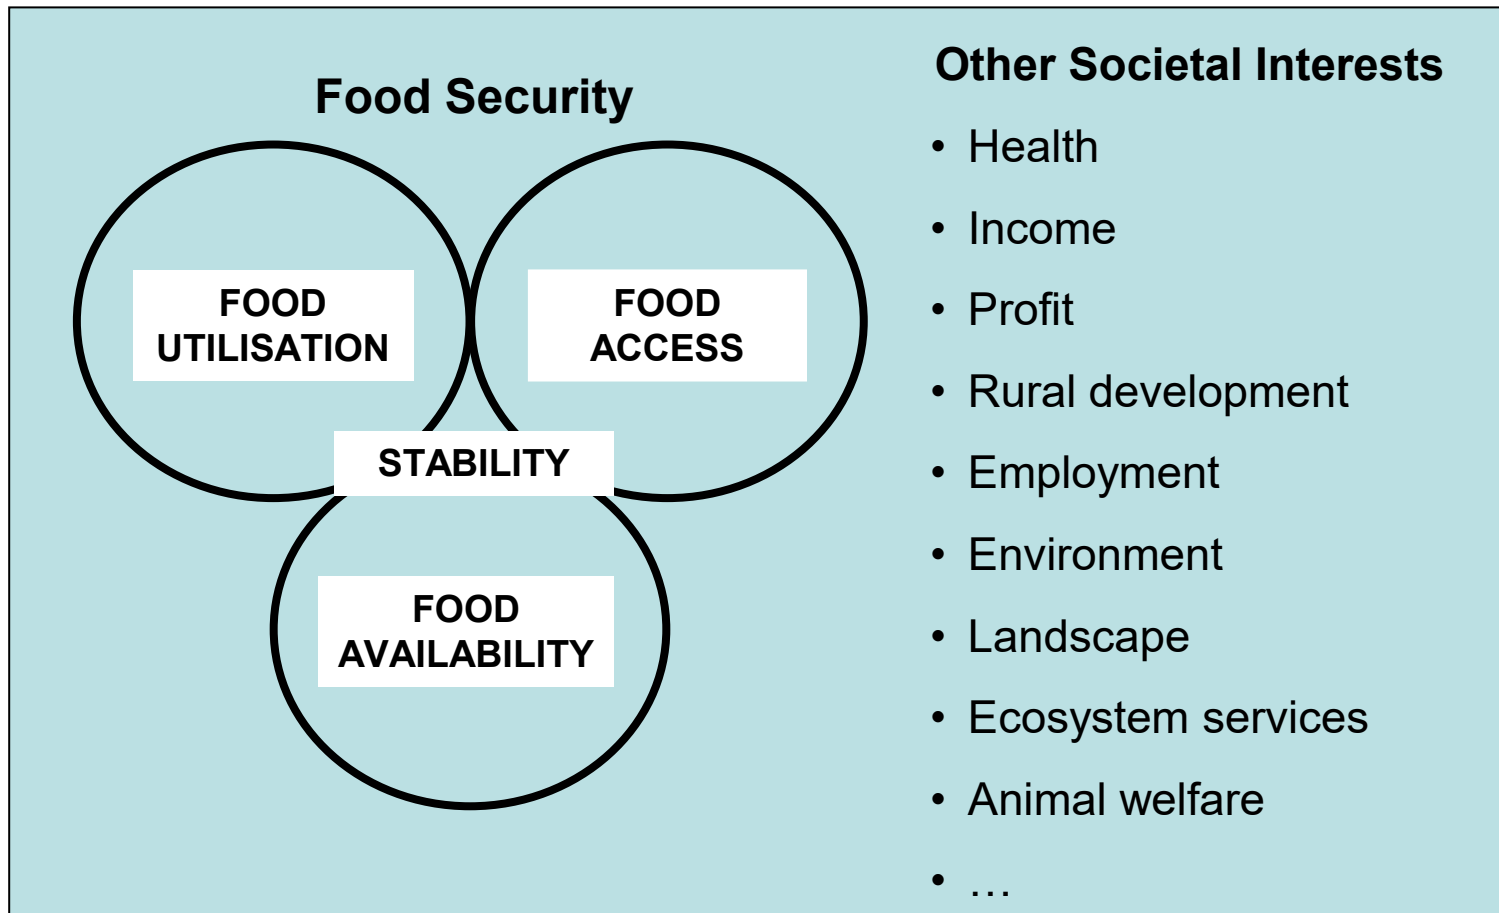 Food Security
FOOD
UTILISATION
FOOD
ACCESS
STABILITY
FOOD
AVAILABILITY
Other Societal Interests
• Health
• Income
• Profit
• Rural development
• Employment
• Environment
• Landscape
• Ecosystem services
• Animal welfare
• …